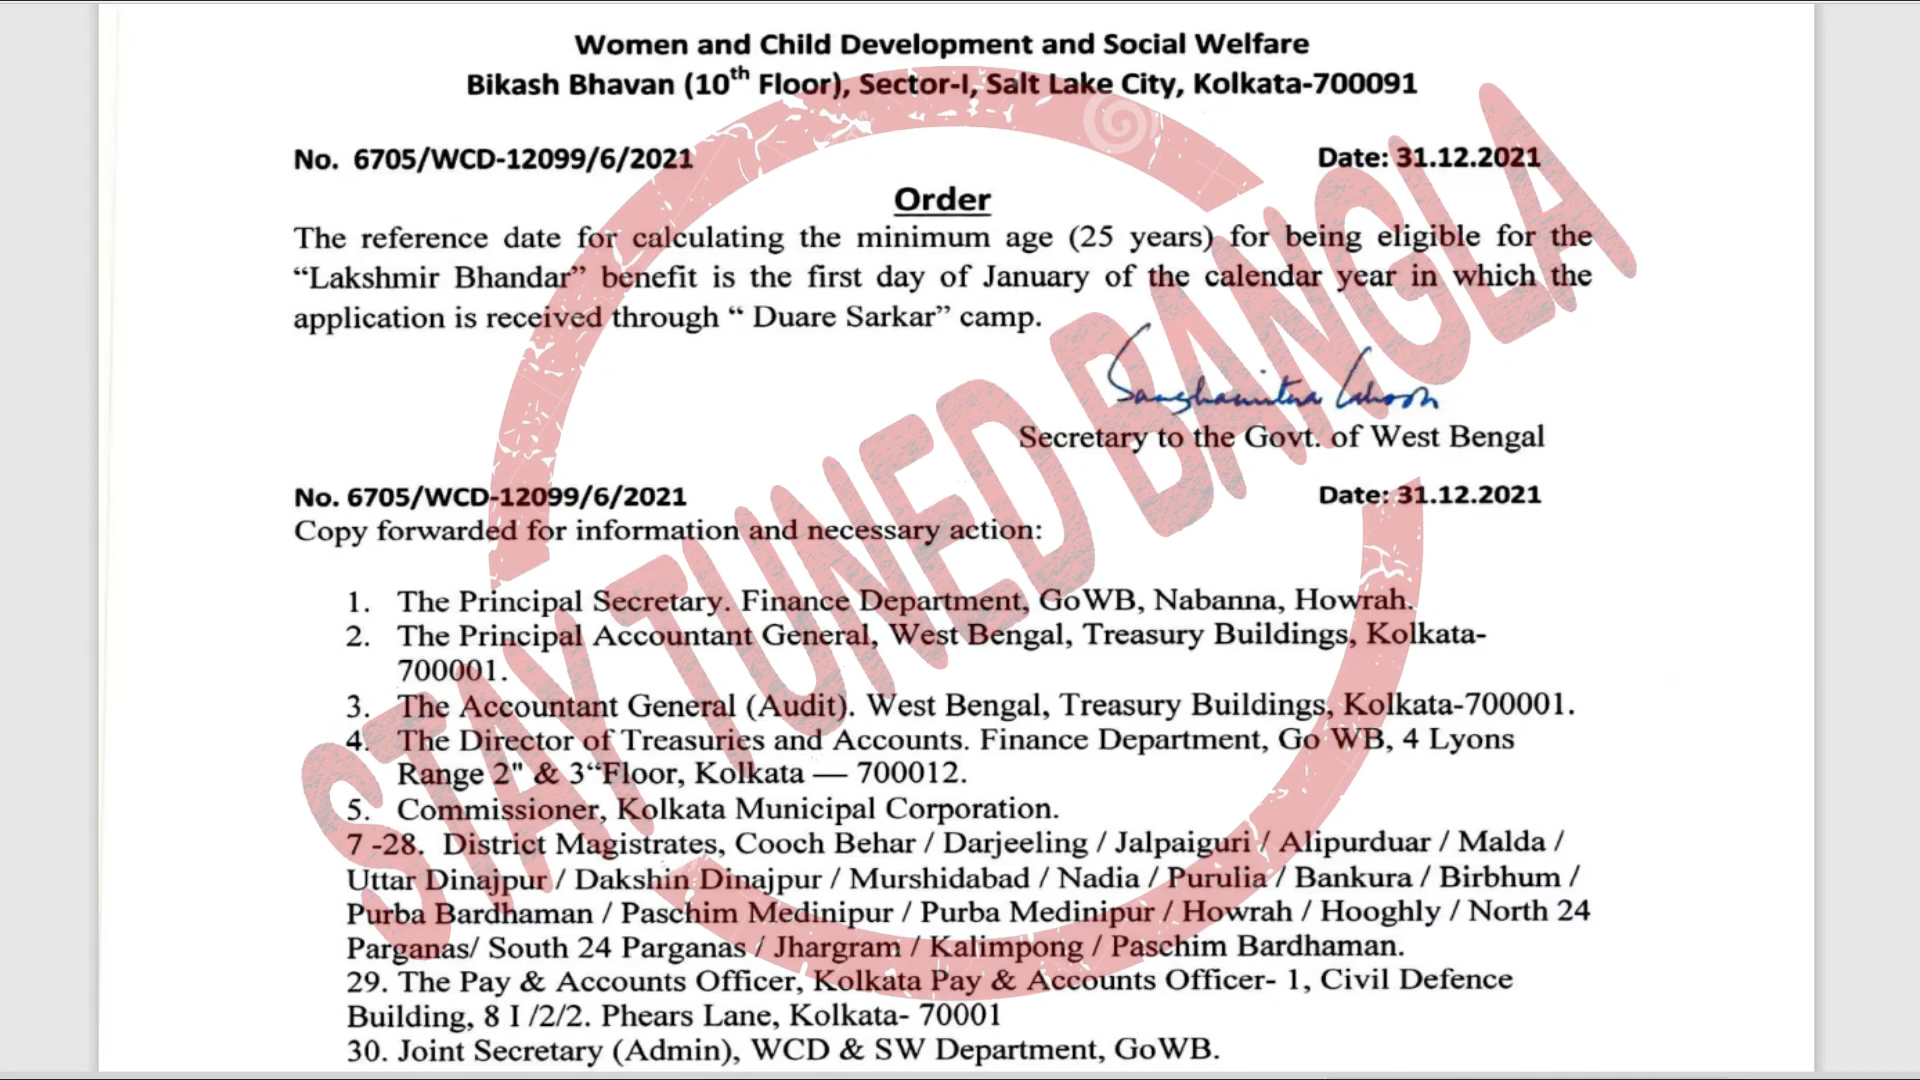 Women and Child Development and Social Welfare
Bikash Bhavan (10th Floor), Sector-I, Salt Lake City, Kolkata-700091
No. 6705/WCD-12099/6/2021 Date: 31.12.2021
Order
The reference date for calculating the minimum age (25 years) for being eligible for the
“Lakshmir Bhandar” benefit is the first day of January of the calendar year in which the
application is received through “ Duare Sarkar” camp.
Sanghamitra Ghosh
Secretary to the Govt. of West Bengal
No. 6705/WCD-12099/6/2021 Date: 31.12.2021
Copy forwarded for information and necessary action:
1. The Principal Secretary. Finance Department, GoWB, Nabanna, Howrah.
2. The Principal Accountant General, West Bengal, Treasury Buildings, Kolkata-
700001.
3. The Accountant General (Audit). West Bengal, Treasury Buildings, Kolkata-700001.
4. The Director of Treasuries and Accounts. Finance Department, Go WB, 4 Lyons
Range 2" & 3“Floor, Kolkata — 700012.
5. Commissioner, Kolkata Municipal Corporation.
7 -28. District Magistrates, Cooch Behar / Darjeeling / Jalpaiguri / Alipurduar / Malda /
Uttar Dinajpur / Dakshin Dinajpur / Murshidabad / Nadia / Purulia / Bankura / Birbhum /
Purba Bardhaman / Paschim Medinipur / Purba Medinipur / Howrah / Hooghly / North 24
Parganas/ South 24 Parganas / Jhargram / Kalimpong / Paschim Bardhaman.
29. The Pay & Accounts Officer, Kolkata Pay & Accounts Officer- 1, Civil Defence
Building, 8 I /2/2. Phears Lane, Kolkata- 70001
30. Joint Secretary (Admin), WCD & SW Department, GoWB.
STAY TUNED BANGLA